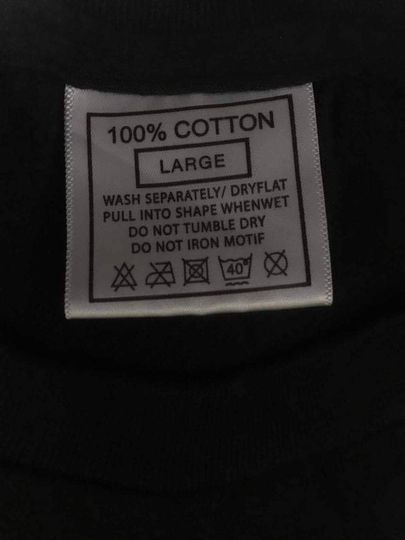 100% COTTON
LARGE
WASH SEPARATELY/ DRYFLAT
PULL INTO SHAPE WHENWET
DO NOT TUMBLE DRY
DO NOT IRON MOTIF
40°